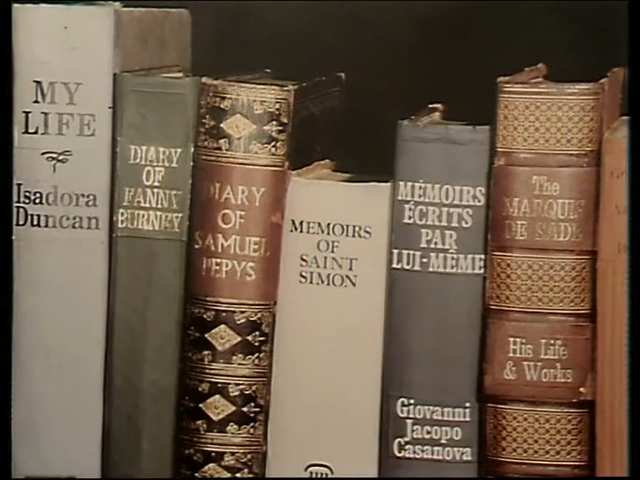 MY
LIFE
Isadora
Duncan
DIARY
OF
FANNY
BURNEY
DIARY
OF
SAMUEL
PEPYS
MEMOIRS
OF
SAINT
SIMON
MÉMOIRS
ÉCRITS
PAR
LUI-MÊME
Giovanni
Jacopo
Casanova
The
MARQUIS
DE SADE
His Life
& Works